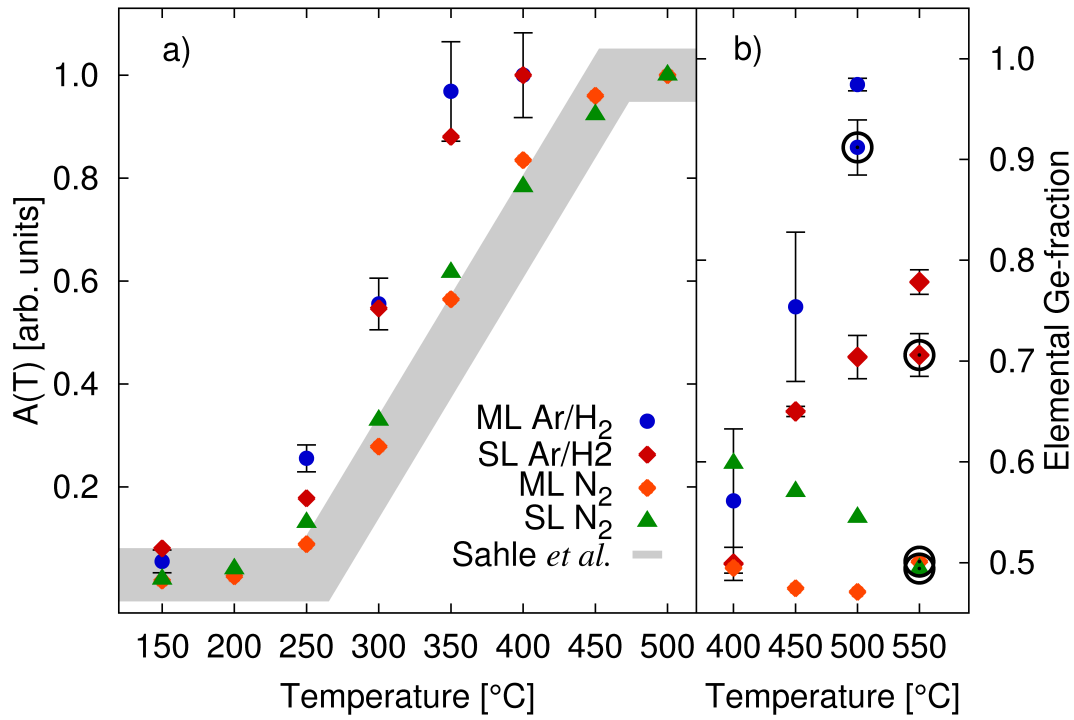 a)
b)
1.0
0.8
0.6
0.4
0.2
A(T) [arb. units]
ML Ar/H2
SL Ar/H2
ML N2
SL N2
Sahle et al.
150 200 250 300 350 400 450 500
Temperature [°C]
400 450 500 550
Temperature [°C]
1.0
0.9
0.8
0.7
0.6
0.5
Elemental Ge-fraction